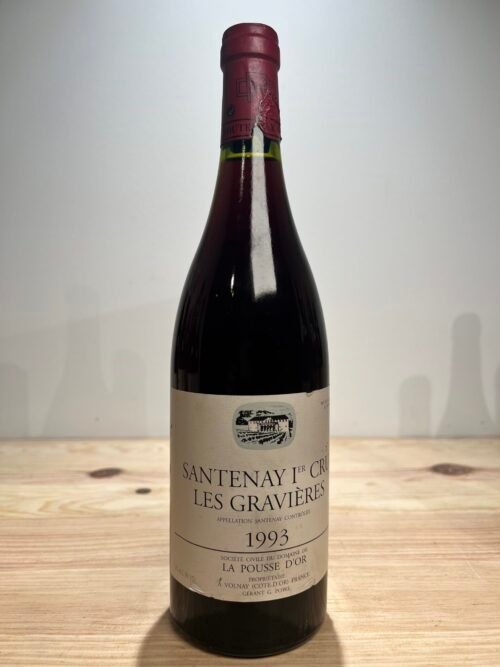 SANTENAY 1ER CRU
LES GRAVIÈRES
APPELLATION SANTENAY CONTRÔLÉE
1993
SOCIÉTÉ CIVILE DU DOMAINE DE
LA POUSSE D'OR
PROPRIÉTAIRE
A VOLNAY (CÔTE-D'OR) FRANCE
GÉRANT G. POTEL